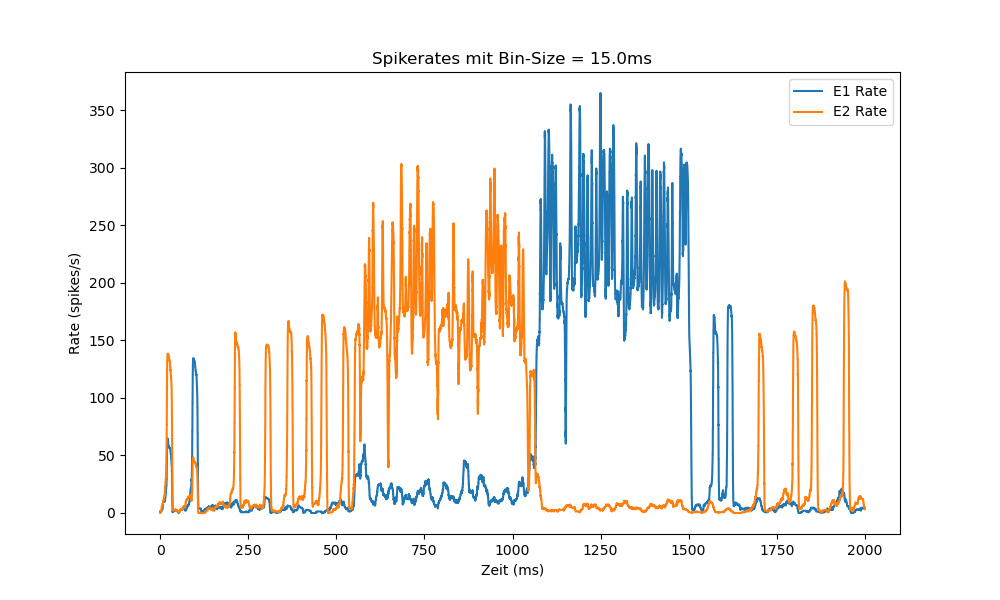 Spikerates mit Bin-Size = 15.0ms
E1 Rate
E2 Rate
350
300
250
200
150
100
50
0
Rate (spikes/s)
0 250 500 750 1000 1250 1500 1750 2000
Zeit (ms)